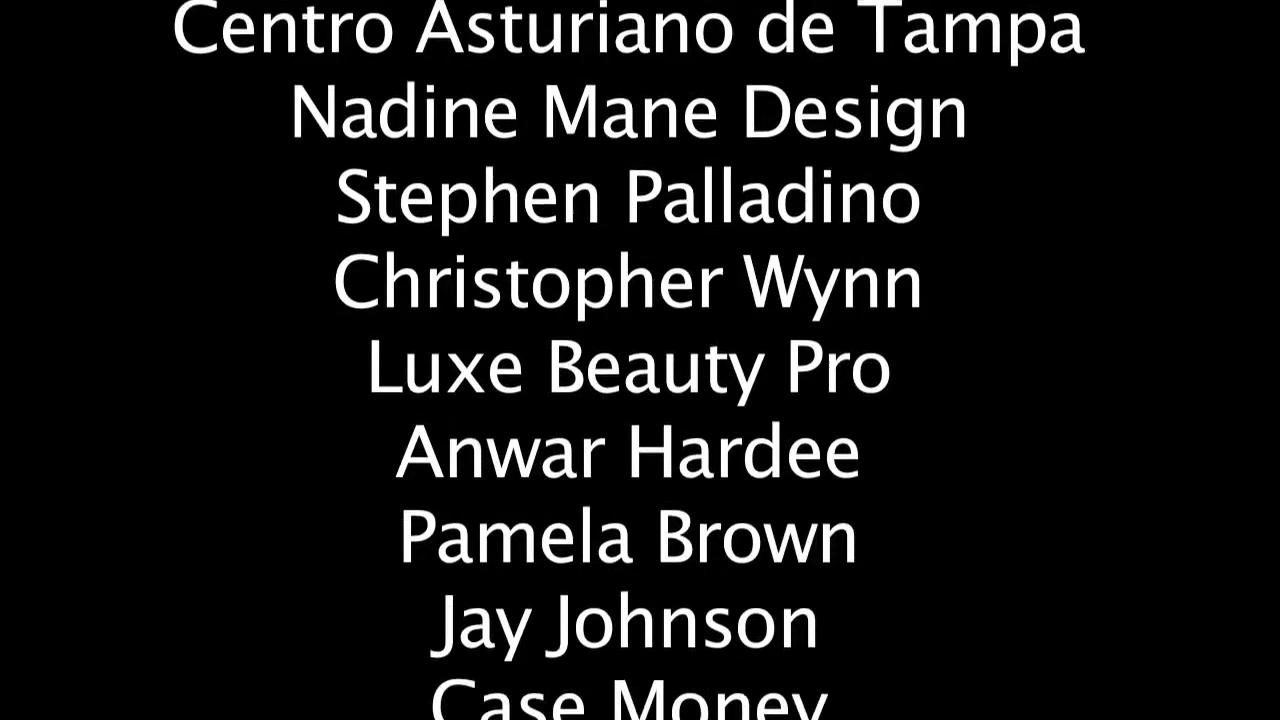 Centro Asturiano de Tampa
Nadine Mane Design
Stephen Palladino
Christopher Wynn
Luxe Beauty Pro
Anwar Hardee
Pamela Brown
Jay Johnson
Case Money